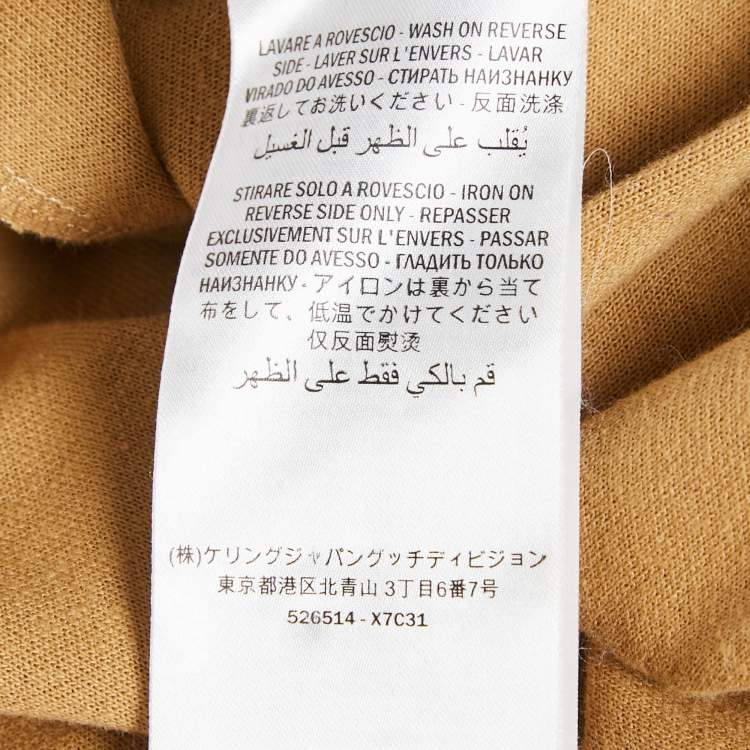 LAVARE A ROVESCIO - WASH ON REVERSE
SIDE - LAVER SUR L'ENVERS - LAVAR
VIRADO DO AVESSO - СТИРАТЬ НАИЗНАНКУ
裏返してお洗いください - 反面洗涤
يُقلب على الظهر قبل الغسيل
STIRARE SOLO A ROVESCIO - IRON ON
REVERSE SIDE ONLY - REPASSER
EXCLUSIVEMENT SUR L'ENVERS - PASSAR
SOMENTE DO AVESSO - ГЛАДИТЬ ТОЛЬКО
НАИЗНАНКУ - アイロンは裏から当て
布をして、低温でかけてください
仅反面熨烫
قم بالكي فقط على الظهر
(株)ケリングジャパングッチディビジョン
東京都港区北青山 3丁目6番7号
526514 - X7C31